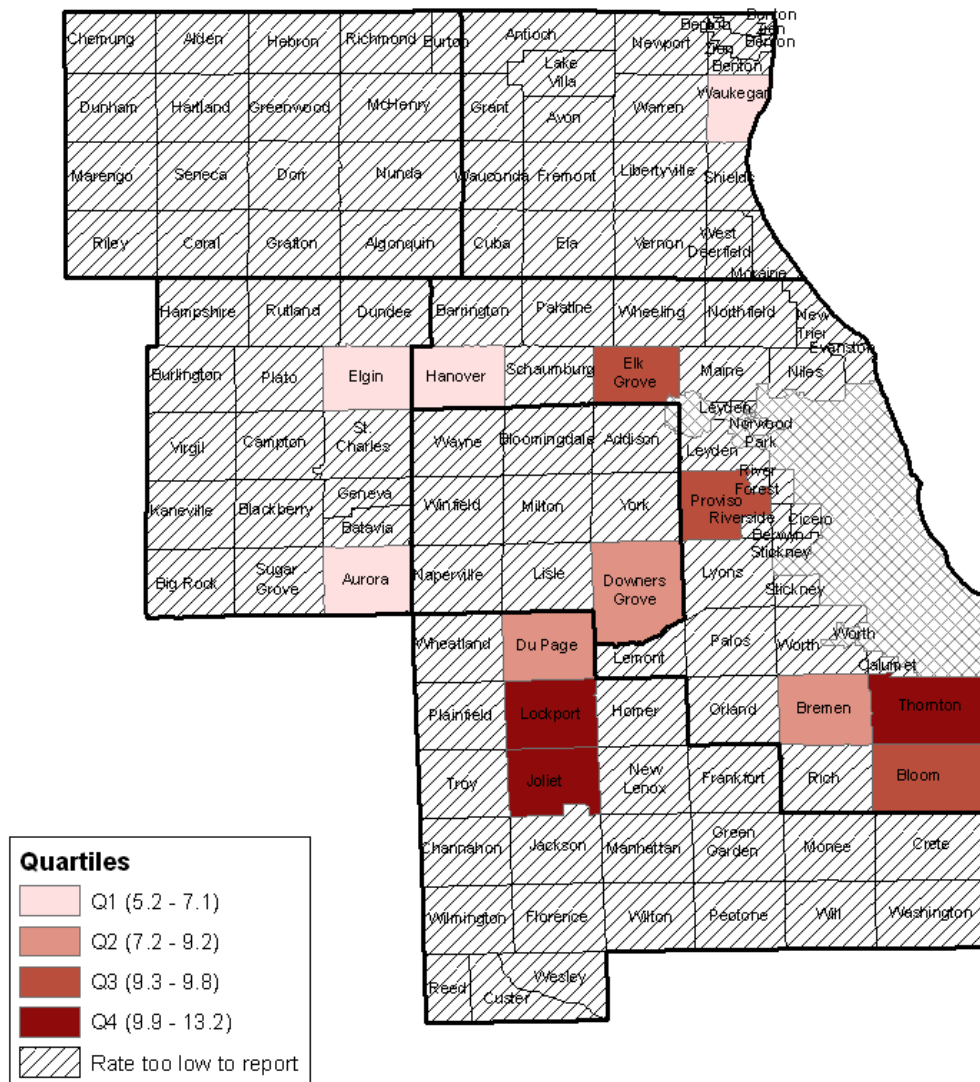 Chemung
Alden
Hebron
Richmond
Burton
Antioch
Newport
Benton
Benton
Zion
Zion
Benton
Benton
Lake
Villa
Waukegan
Dunham
Hartland
Greenwood
McHenry
Grant
Avon
Warren
Marengo
Seneca
Dorr
Nunda
Wauconda
Fremont
Libertyville
Shields
Riley
Coral
Grafton
Algonquin
Cuba
Ela
Vernon
West
Deerfield
Moraine
Hampshire
Rutland
Dundee
Barrington
Palatine
Wheeling
Northfield
New
Trier
Evanston
Burlington
Plato
Elgin
Hanover
Schaumburg
Elk
Grove
Maine
Niles
Leyden
Norwood
Park
Virgil
Campton
St.
Charles
Wayne
Bloomingdale
Addison
Leyden
River
Forest
Kaneville
Blackberry
Geneva
Batavia
Winfield
Milton
York
Proviso
Riverside
Cicero
Berwyn
Stickney
Big Rock
Sugar
Grove
Aurora
Naperville
Lisle
Downers
Grove
Lyons
Stickney
Wheatland
Du Page
Lemont
Palos
Worth
Worth
Calumet
Plainfield
Lockport
Homer
Orland
Bremen
Thornton
Troy
Joliet
New
Lenox
Frankfort
Rich
Bloom
Channahon
Jackson
Manhattan
Green
Garden
Monee
Crete
Wilmington
Florence
Wilton
Peotone
Will
Washington
Reed
Custer
Wesley
Quartiles
Q1 (5.2 - 7.1)
Q2 (7.2 - 9.2)
Q3 (9.3 - 9.8)
Q4 (9.9 - 13.2)
Rate too low to report